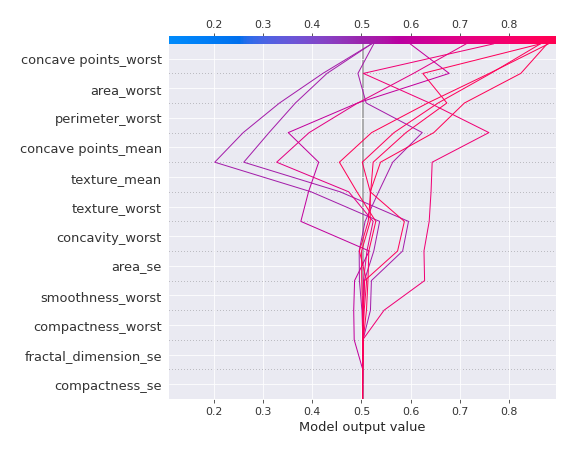 0.2 0.3 0.4 0.5 0.6 0.7 0.8
concave points_worst
area_worst
perimeter_worst
concave points_mean
texture_mean
texture_worst
concavity_worst
area_se
smoothness_worst
compactness_worst
fractal_dimension_se
compactness_se
0.2 0.3 0.4 0.5 0.6 0.7 0.8
Model output value